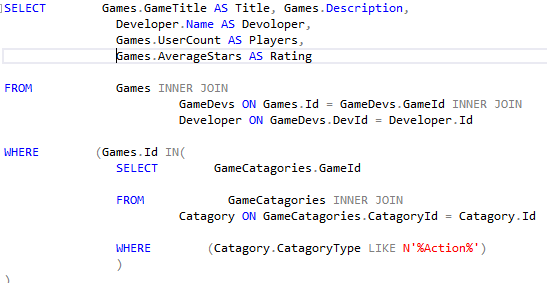 SELECT Games.GameTitle AS Title, Games.Description,
Developer.Name AS Devoloper,
Games.UserCount AS Players,
Games.AverageStars AS Rating
FROM Games INNER JOIN
GameDevs ON Games.Id = GameDevs.GameId INNER JOIN
Developer ON GameDevs.DevId = Developer.Id
WHERE (Games.Id IN(
SELECT GameCatagories.GameId
FROM GameCatagories INNER JOIN
Catagory ON GameCatagories.CatagoryId = Catagory.Id
WHERE (Catagory.CatagoryType LIKE N'%Action%')
)
)